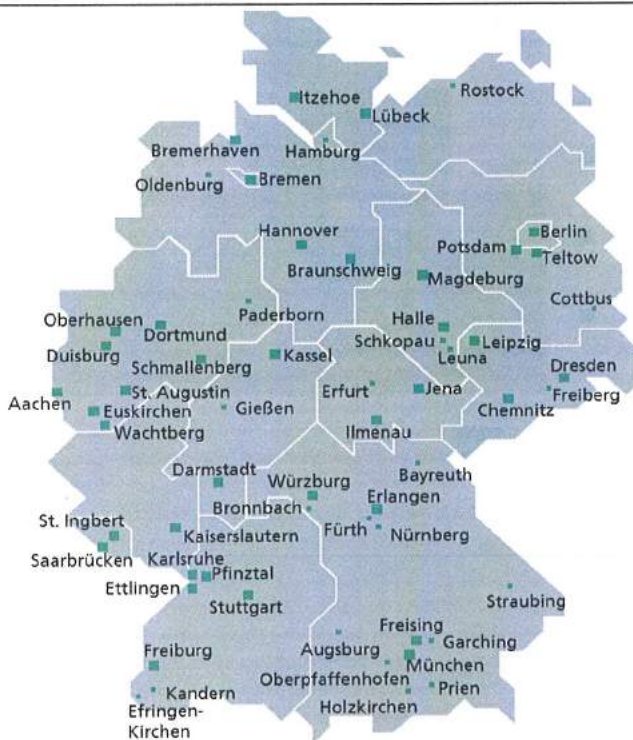 Rostock
Itzehoe
Lübeck
Bremerhaven
Hamburg
Oldenburg
Bremen
Berlin
Hannover
Potsdam
Teltow
Braunschweig
Magdeburg
Cottbus
Paderborn
Oberhausen
Halle
Dortmund
Schkopau
Leipzig
Duisburg
Kassel
Leuna
Schmallenberg
Dresden
St. Augustin
Erfurt
Jena
Freiberg
Aachen
Gießen
Chemnitz
Euskirchen
Wachtberg
Ilmenau
Darmstadt
Bayreuth
Würzburg
Erlangen
Bronnbach
St. Ingbert
Fürth
Kaiserslautern
Nürnberg
Saarbrücken
Karlsruhe
Pfinztal
Ettlingen
Straubing
Stuttgart
Freising
Augsburg
Garching
Freiburg
München
Oberpfaffenhofen
Kandern
Prien
Holzkirchen
Efringen-
Kirchen